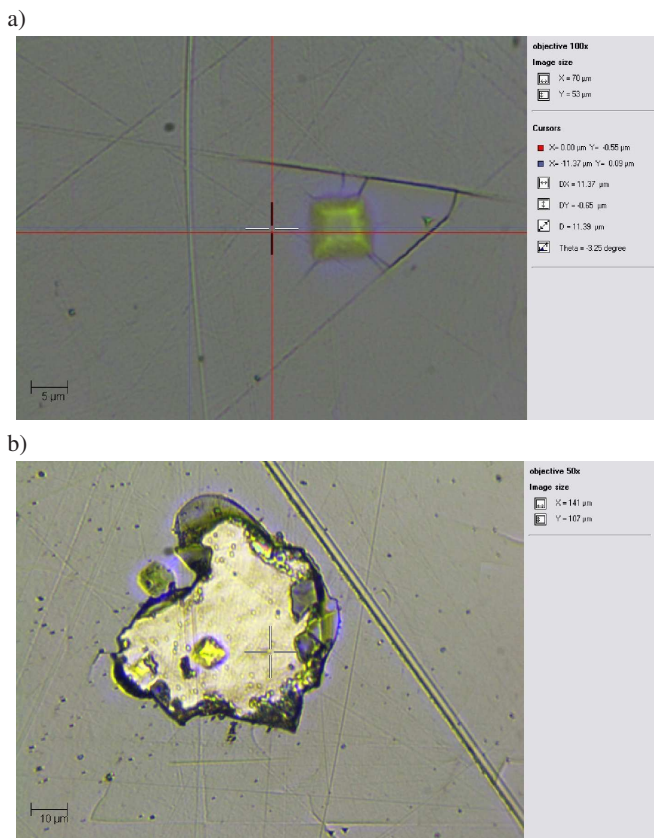 a)
objective 100x
Image size
X = 70 µm
Y = 53 µm
Cursors
X= 0.00 µm Y= -0.55 µm
X= -11.37 µm Y= 0.09 µm
DX = 11.37 µm
DY = -0.65 µm
D = 11.39 µm
Theta = -3.25 degree
5 µm
b)
objective 50x
Image size
X = 141 µm
Y = 107 µm
10 µm